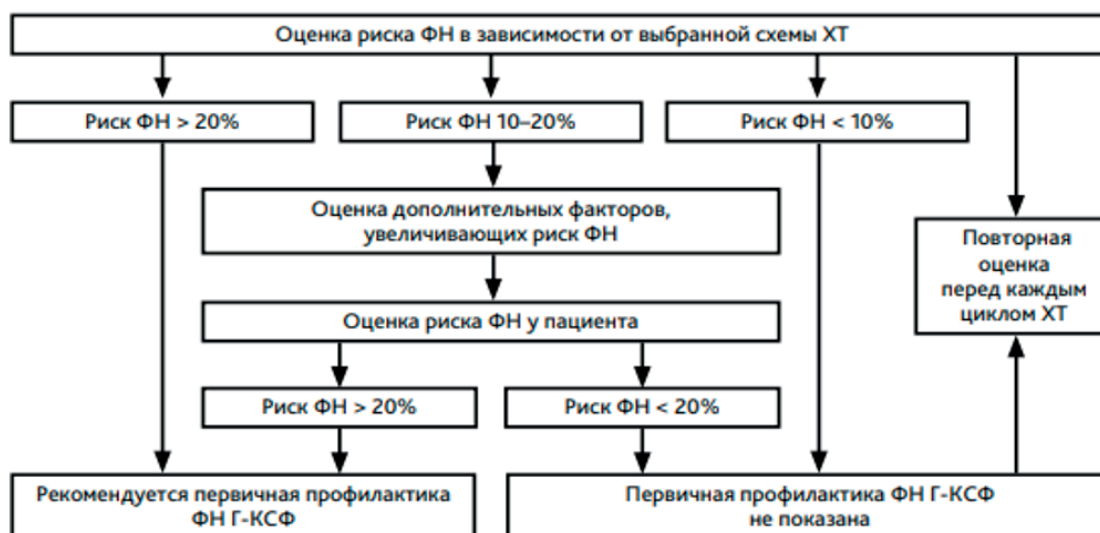 Оценка риска ФН в зависимости от выбранной схемы ХТ
Риск ФН > 20%
Риск ФН 10–20%
Риск ФН < 10%
Оценка дополнительных факторов,
увеличивающих риск ФН
Повторная
оценка
перед каждым
циклом ХТ
Оценка риска ФН у пациента
Риск ФН > 20%
Риск ФН < 20%
Рекомендуется первичная профилактика
ФН Г-КСФ
Первичная профилактика ФН Г-КСФ
не показана